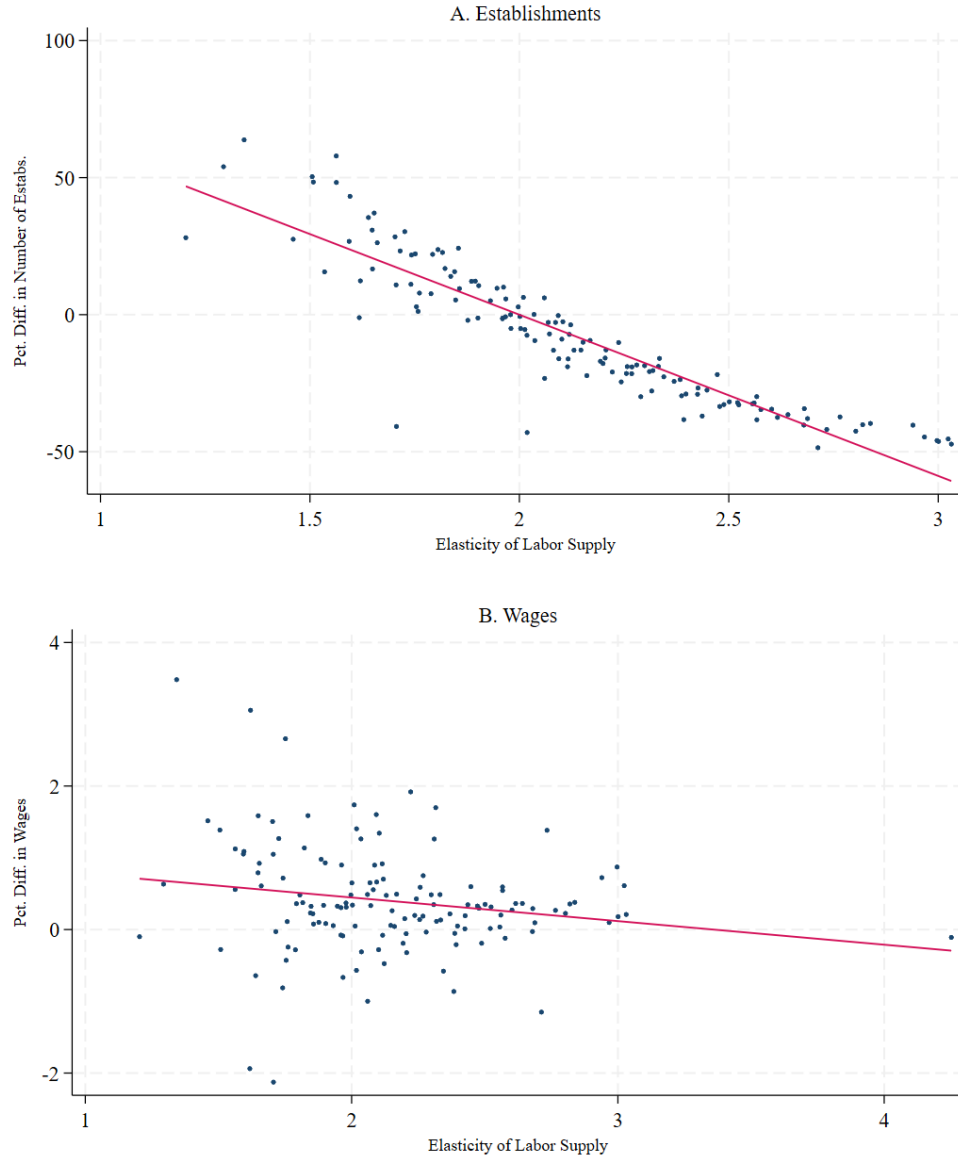 A. Establishments
Pct. Diff. in Number of Estabs.
100
50
0
-50
1 1.5 2 2.5 3
Elasticity of Labor Supply
B. Wages
Pct. Diff. in Wages
4
2
0
-2
1 2 3 4
Elasticity of Labor Supply